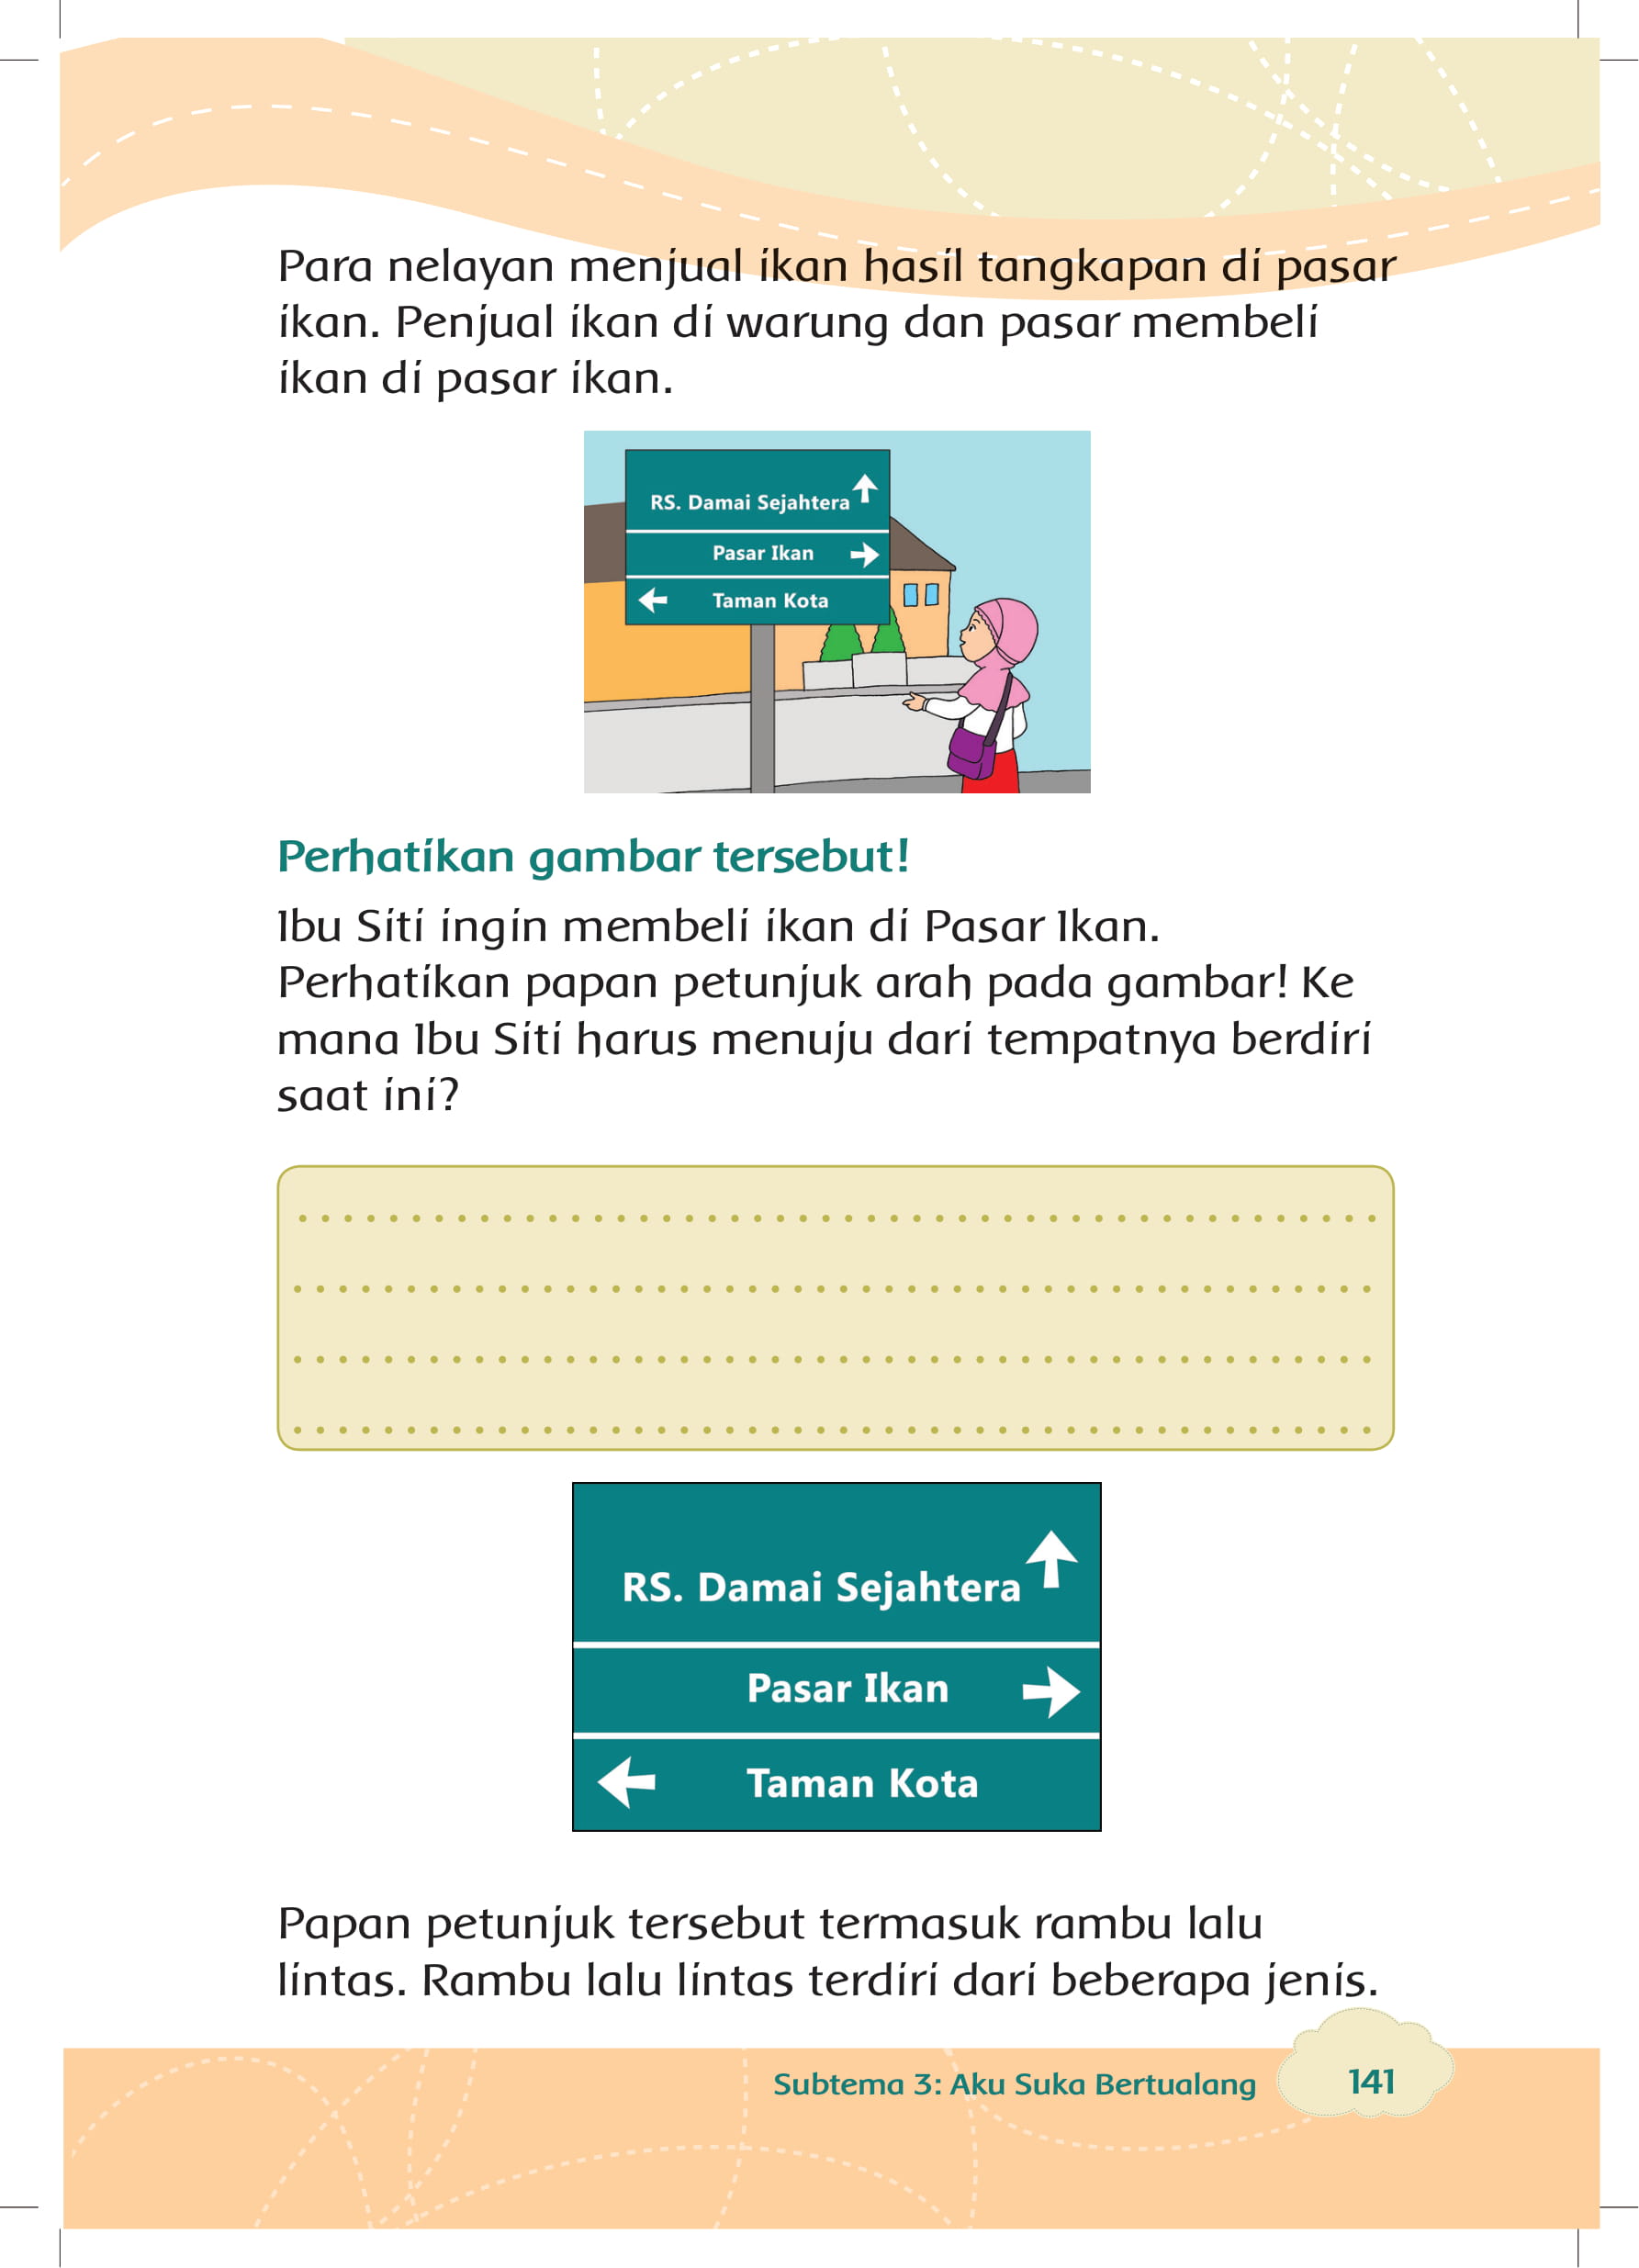 Para nelayan menjual ikan hasil tangkapan di pasar
ikan. Penjual ikan di warung dan pasar membeli
ikan di pasar ikan.
RS. Damai Sejahtera
Pasar Ikan
Taman Kota
Perhatikan gambar tersebut!
Ibu Siti ingin membeli ikan di Pasar Ikan.
Perhatikan papan petunjuk arah pada gambar! Ke
mana Ibu Siti harus menuju dari tempatnya berdiri
saat ini?
RS. Damai Sejahtera
Pasar Ikan
Taman Kota
Papan petunjuk tersebut termasuk rambu lalu
lintas. Rambu lalu lintas terdiri dari beberapa jenis.
Subtema 3: Aku Suka Bertualang
141